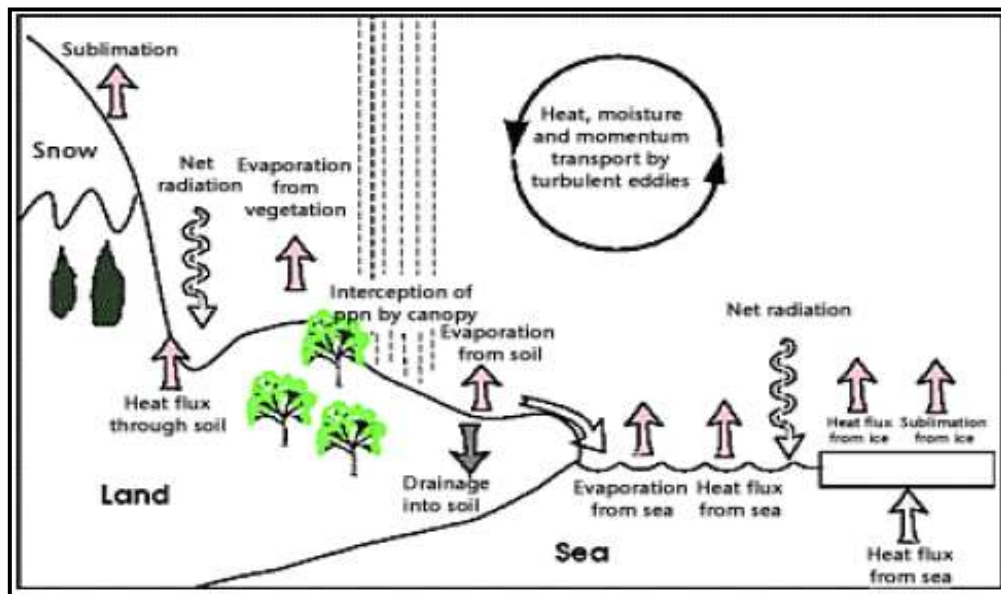 Sublimation
Snow
Net
radiation
Evaporation
from
vegetation
Heat, moisture
and momentum
transport by
turbulent eddies
Interception of
ppn by canopy
Evaporation
from soil
Net radiation
Heat flux
through soil
Heat flux
from ice
Sublimation
from ice
Land
Drainage
into soil
Evaporation
from sea
Heat flux
from sea
Sea
Heat flux
from sea